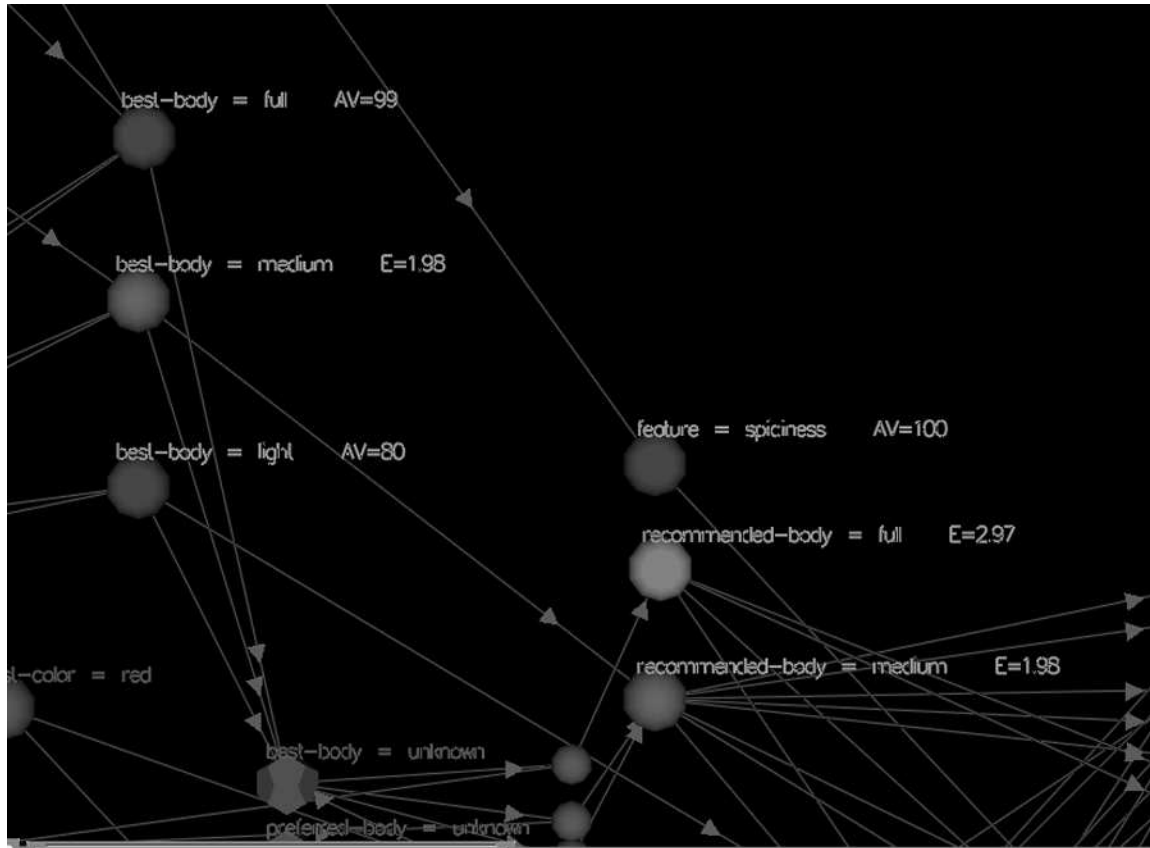 best-body = full AV=99
best-body = medium E=1.98
feature = spiciness AV=100
best-body = light AV=80
recommended-body = full E=2.97
recommended-body = medium E=1.98
st-color = red
best-body = unknown
preferred-body = unknown